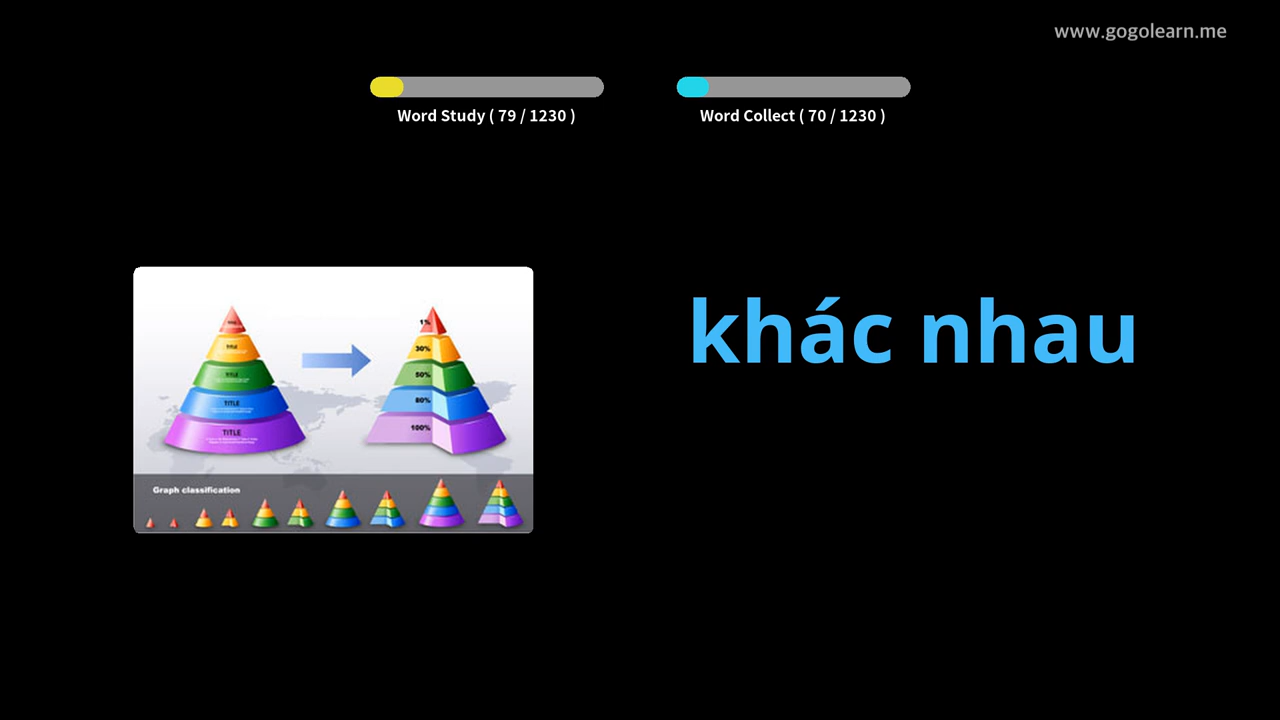 www.gogolearn.me
Word Study ( 79 / 1230 )
Word Collect ( 70 / 1230 )
khác nhau
TITLE
TITLE
TITLE
TITLE
1%
30%
50%
80%
100%
Graph classification